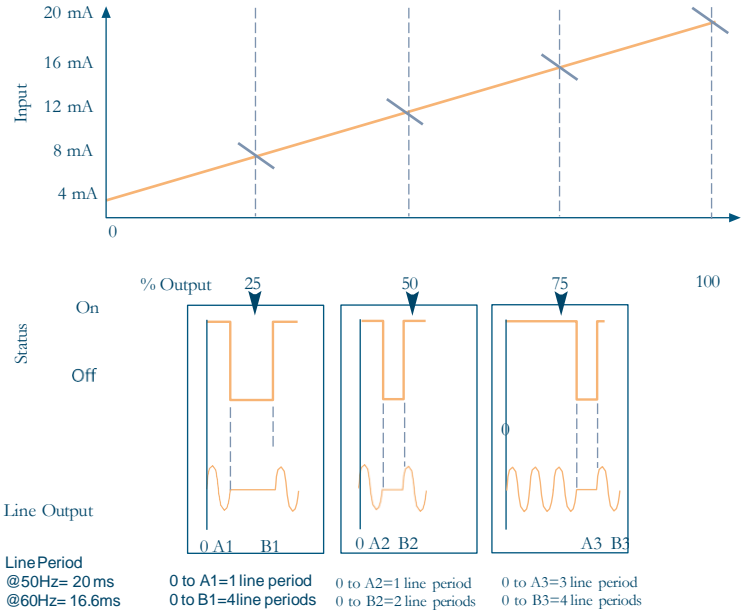 20 mA
16 mA
12 mA
8 mA
4 mA
Input
0
% Output 25 50 75 100
On
Off
Status
0
Line Output
0 A1 B1
0 A2 B2
A3 B3
Line Period
@50Hz= 20 ms
@60Hz= 16.6ms
0 to A1=1 line period
0 to B1=4line periods
0 to A2=1 line period
0 to B2=2 line periods
0 to A3=3 line period
0 to B3=4 line periods